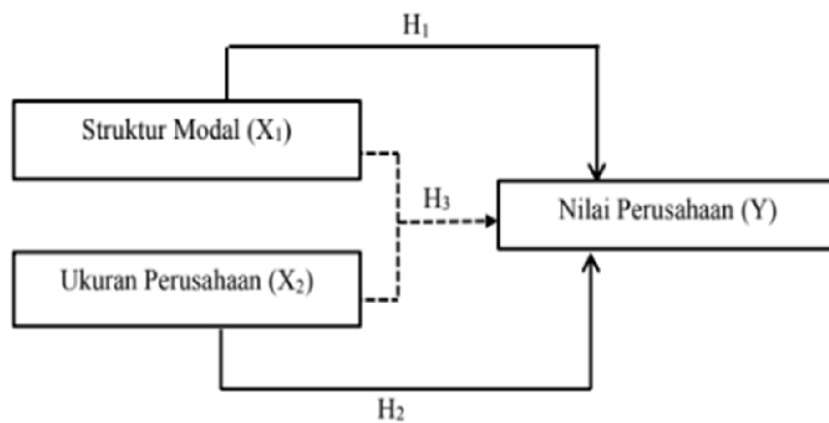 H₁
Struktur Modal (X₁)
H₃
Nilai Perusahaan (Y)
Ukuran Perusahaan (X₂)
H₂